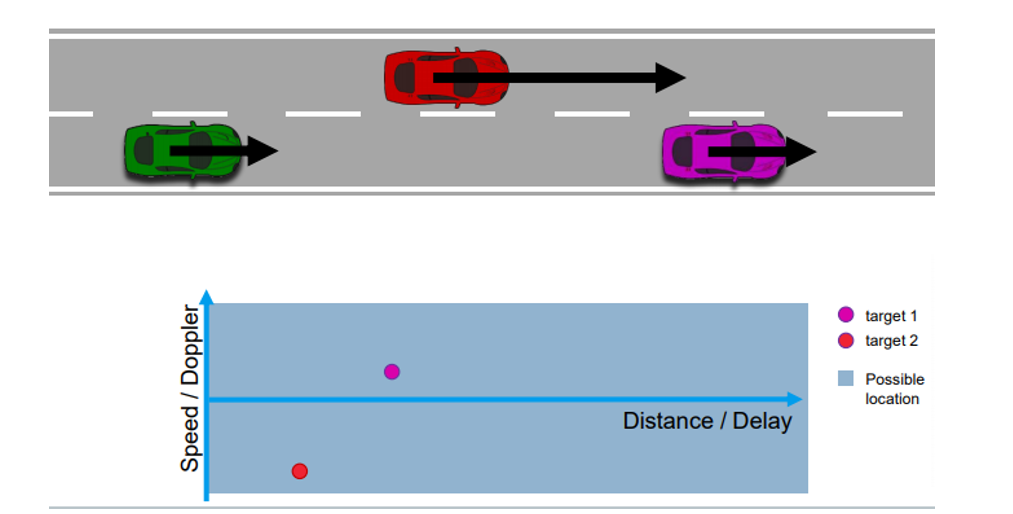 Speed / Doppler
Distance / Delay
target 1
target 2
Possible
location